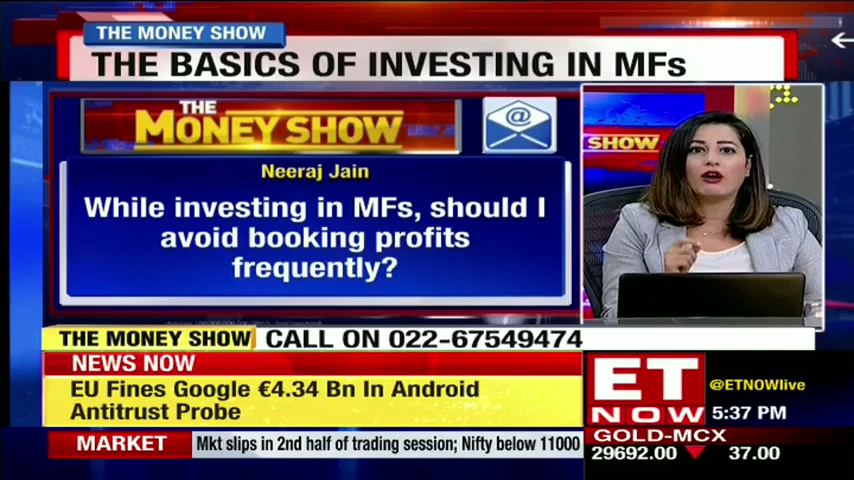 THE MONEY SHOW
THE BASICS OF INVESTING IN MFs
THE
MONEY SHOW
@
SHOW
Neeraj Jain
While investing in MFs, should I
avoid booking profits
frequently?
THE MONEY SHOW CALL ON 022-67549474
NEWS NOW
EU Fines Google €4.34 Bn In Android
Antitrust Probe
ET
NOW
@ETNOWlive
5:37 PM
GOLD-MCX
29692.00 37.00
MARKET Mkt slips in 2nd half of trading session; Nifty below 11000